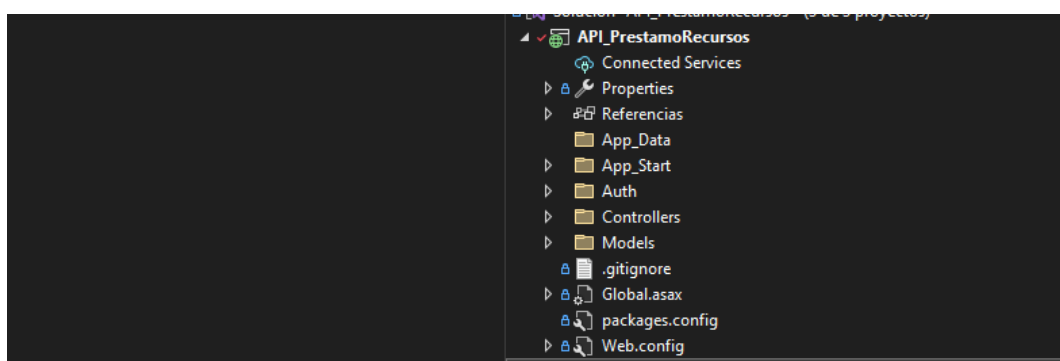 API_PrestamoRecursos
Connected Services
Properties
Referencias
App_Data
App_Start
Auth
Controllers
Models
.gitignore
Global.asax
packages.config
Web.config